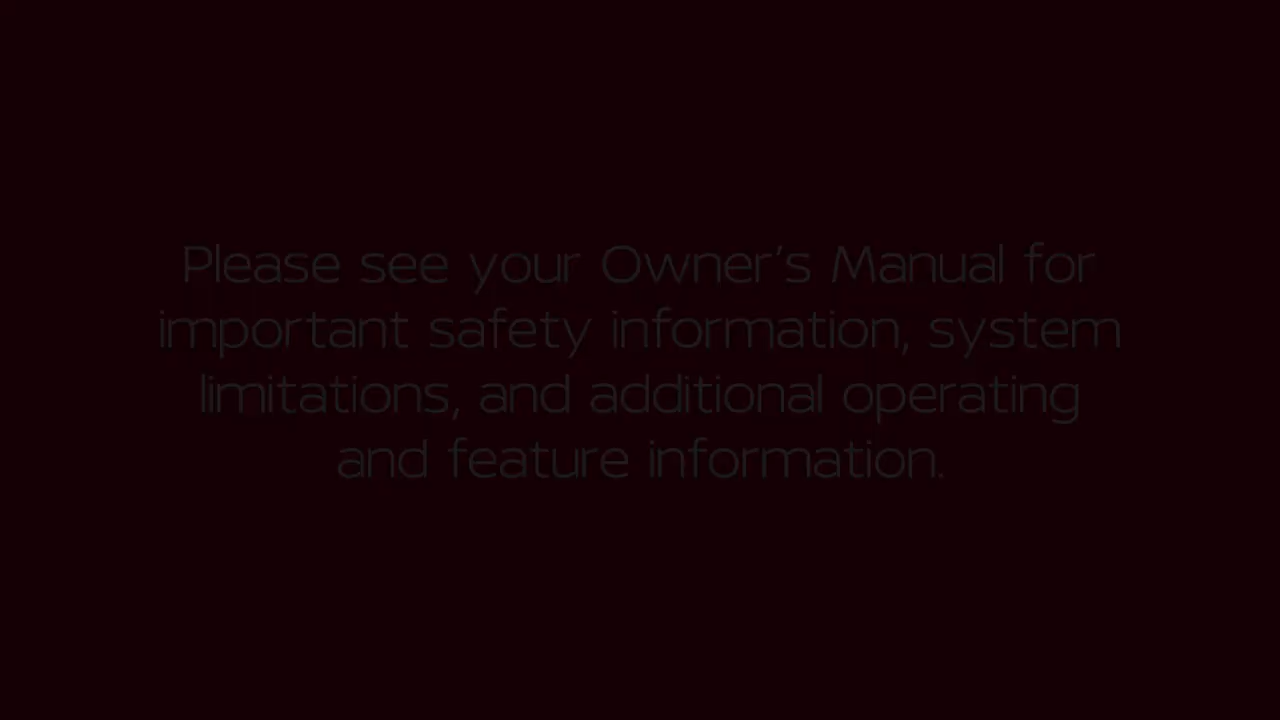 Please see your Owner’s Manual for
important safety information, system
limitations, and additional operating
and feature information.